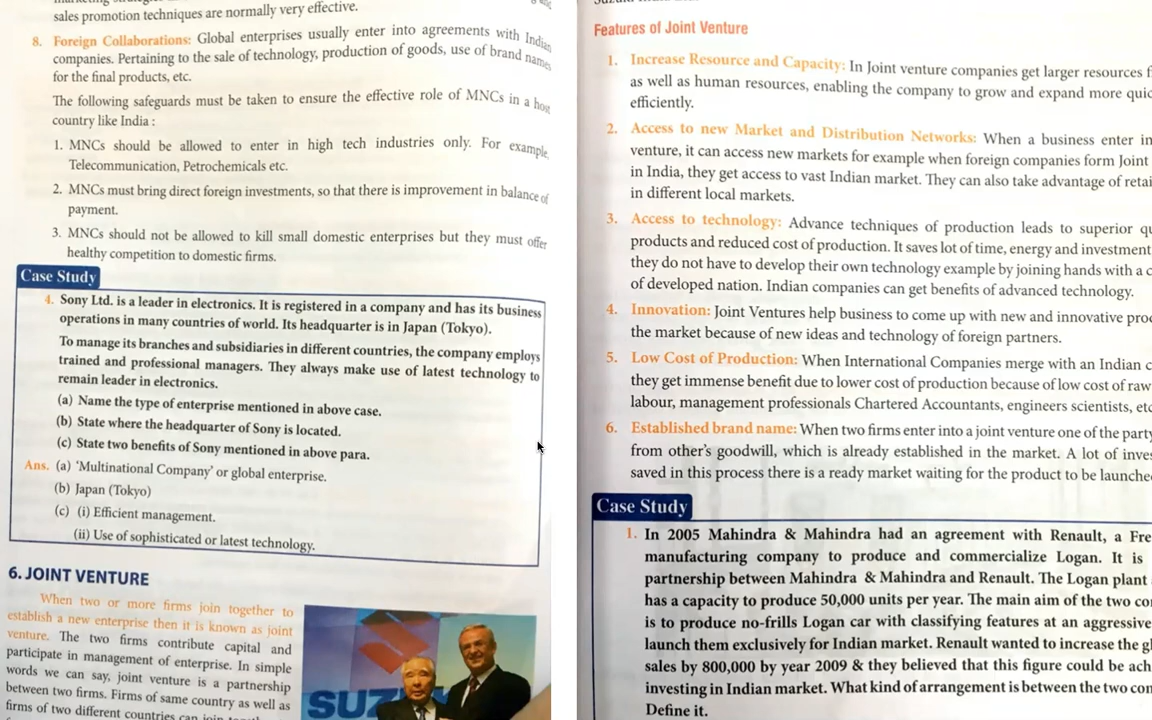 sales promotion techniques are normally very effective.
8. Foreign Collaborations: Global enterprises usually enter into agreements with Indian
companies. Pertaining to the sale of technology, production of goods, use of brand names
for the final products, etc.
The following safeguards must be taken to ensure the effective role of MNCs in a host
country like India :
1. MNCs should be allowed to enter in high tech industries only. For example,
Telecommunication, Petrochemicals etc.
2. MNCs must bring direct foreign investments, so that there is improvement in balance of
payment.
3. MNCs should not be allowed to kill small domestic enterprises but they must offer
healthy competition to domestic firms.
Case Study
4. Sony Ltd. is a leader in electronics. It is registered in a company and has its business
operations in many countries of world. Its headquarter is in Japan (Tokyo).
To manage its branches and subsidiaries in different countries, the company employs
trained and professional managers. They always make use of latest technology to
remain leader in electronics.
(a) Name the type of enterprise mentioned in above case.
(b) State where the headquarter of Sony is located.
(c) State two benefits of Sony mentioned in above para.
Ans. (a) 'Multinational Company' or global enterprise.
(b) Japan (Tokyo)
(c) (i) Efficient management.
(ii) Use of sophisticated or latest technology.
6. JOINT VENTURE
When two or more firms join together to
establish a new enterprise then it is known as joint
venture. The two firms contribute capital and
participate in management of enterprise. In simple
words we can say, joint venture is a partnership
between two firms. Firms of same country as well as
firms of two different countries can join
SUZ
Features of Joint Venture
1. Increase Resource and Capacity: In Joint venture companies get larger resources
as well as human resources, enabling the company to grow and expand more
efficiently.
2. Access to new Market and Distribution Networks: When a business enter
venture, it can access new markets for example when foreign companies form Joint
in India, they get access to vast Indian market. They can also take advantage of
in different local markets.
3. Access to technology: Advance techniques of production leads to superior
products and reduced cost of production. It saves lot of time, energy and investment
they do not have to develop their own technology example by joining hands with a
of developed nation. Indian companies can get benefits of advanced technology.
4. Innovation: Joint Ventures help business to come up with new and innovative
the market because of new ideas and technology of foreign partners.
5. Low Cost of Production: When International Companies merge with an Indian
they get immense benefit due to lower cost of production because of low cost of raw
labour, management professionals Chartered Accountants, engineers scientists,
6. Established brand name: When two firms enter into a joint venture one of the party
from other's goodwill, which is already established in the market. A lot of
saved in this process there is a ready market waiting for the product to be
Case Study
1. In 2005 Mahindra & Mahindra had an agreement with Renault, a
manufacturing company to produce and commercialize Logan. It is
partnership between Mahindra & Mahindra and Renault. The Logan plant
has a capacity to produce 50,000 units per year. The main aim of the two
is to produce no-frills Logan car with classifying features at an aggressive
launch them exclusively for Indian market. Renault wanted to increase the
sales by 800,000 by year 2009 & they believed that this figure could be
investing in Indian market. What kind of arrangement is between the two
Define it.